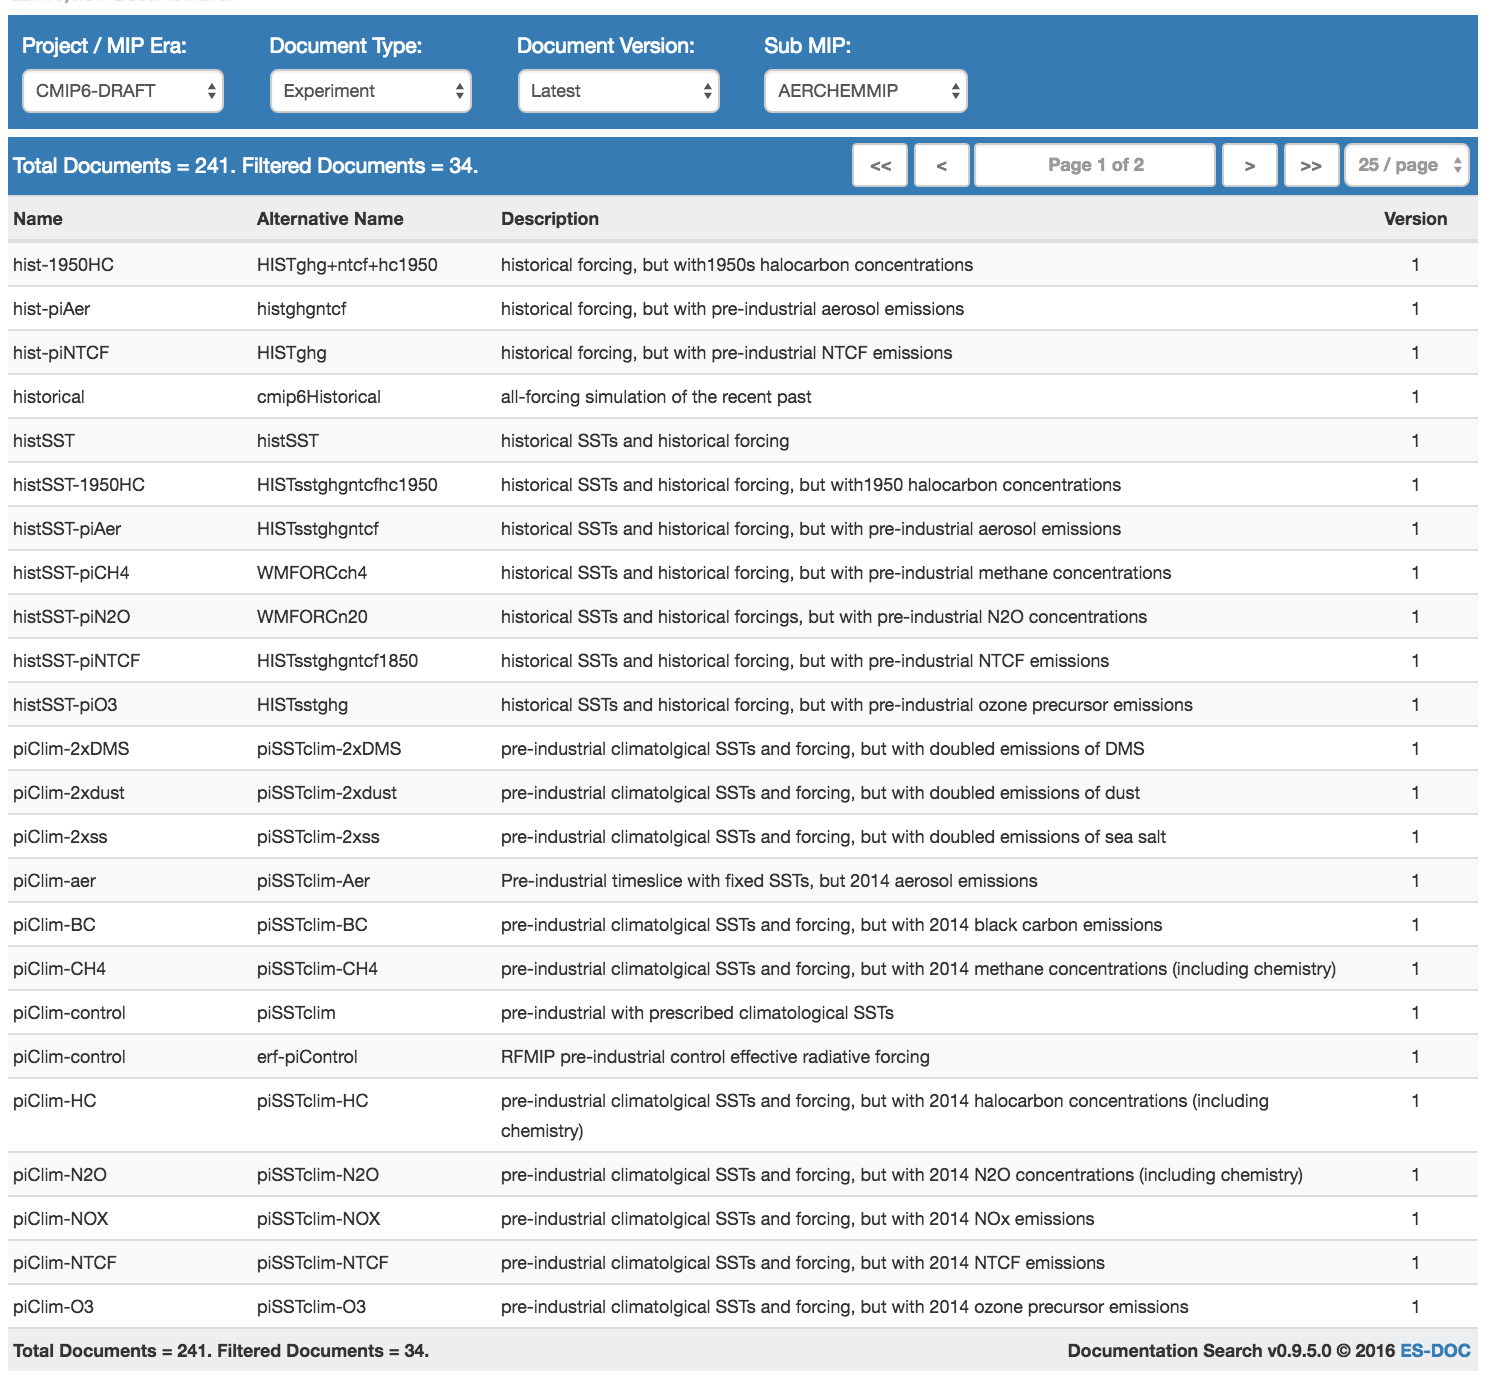 Project / MIP Era: Document Type: Document Version: Sub MIP:
CMIP6-DRAFT Experiment Latest AERCHEMMIP
Total Documents = 241. Filtered Documents = 34. << < Page 1 of 2 > >> 25 / page
Name Alternative Name Description Version
hist-1950HC HISTghg+ntcf+hc1950 historical forcing, but with1950s halocarbon concentrations 1
hist-piAer histghgntcf historical forcing, but with pre-industrial aerosol emissions 1
hist-piNTCF HISTghg historical forcing, but with pre-industrial NTCF emissions 1
historical cmip6Historical all-forcing simulation of the recent past 1
histSST histSST historical SSTs and historical forcing 1
histSST-1950HC HISTsstghgntcfhc1950 historical SSTs and historical forcing, but with1950 halocarbon concentrations 1
histSST-piAer HISTsstghgntcf historical SSTs and historical forcing, but with pre-industrial aerosol emissions 1
histSST-piCH4 WMFORCch4 historical SSTs and historical forcing, but with pre-industrial methane concentrations 1
histSST-piN2O WMFORCn20 historical SSTs and historical forcings, but with pre-industrial N2O concentrations 1
histSST-piNTCF HISTsstghgntcf1850 historical SSTs and historical forcing, but with pre-industrial NTCF emissions 1
histSST-piO3 HISTsstghg historical SSTs and historical forcing, but with pre-industrial ozone precursor emissions 1
piClim-2xDMS piSSTclim-2xDMS pre-industrial climatolgical SSTs and forcing, but with doubled emissions of DMS 1
piClim-2xdust piSSTclim-2xdust pre-industrial climatolgical SSTs and forcing, but with doubled emissions of dust 1
piClim-2xss piSSTclim-2xss pre-industrial climatolgical SSTs and forcing, but with doubled emissions of sea salt 1
piClim-aer piSSTclim-Aer Pre-industrial timeslice with fixed SSTs, but 2014 aerosol emissions 1
piClim-BC piSSTclim-BC pre-industrial climatolgical SSTs and forcing, but with 2014 black carbon emissions 1
piClim-CH4 piSSTclim-CH4 pre-industrial climatolgical SSTs and forcing, but with 2014 methane concentrations (including chemistry) 1
piClim-control piSSTclim pre-industrial with prescribed climatological SSTs 1
piClim-control erf-piControl RFMIP pre-industrial control effective radiative forcing 1
piClim-HC piSSTclim-HC pre-industrial climatolgical SSTs and forcing, but with 2014 halocarbon concentrations (including 1
chemistry)
piClim-N2O piSSTclim-N2O pre-industrial climatolgical SSTs and forcing, but with 2014 N2O concentrations (including chemistry) 1
piClim-NOX piSSTclim-NOX pre-industrial climatolgical SSTs and forcing, but with 2014 NOx emissions 1
piClim-NTCF piSSTclim-NTCF pre-industrial climatolgical SSTs and forcing, but with 2014 NTCF emissions 1
piClim-O3 piSSTclim-O3 pre-industrial climatolgical SSTs and forcing, but with 2014 ozone precursor emissions 1
Total Documents = 241. Filtered Documents = 34. Documentation Search v0.9.5.0 © 2016 ES-DOC